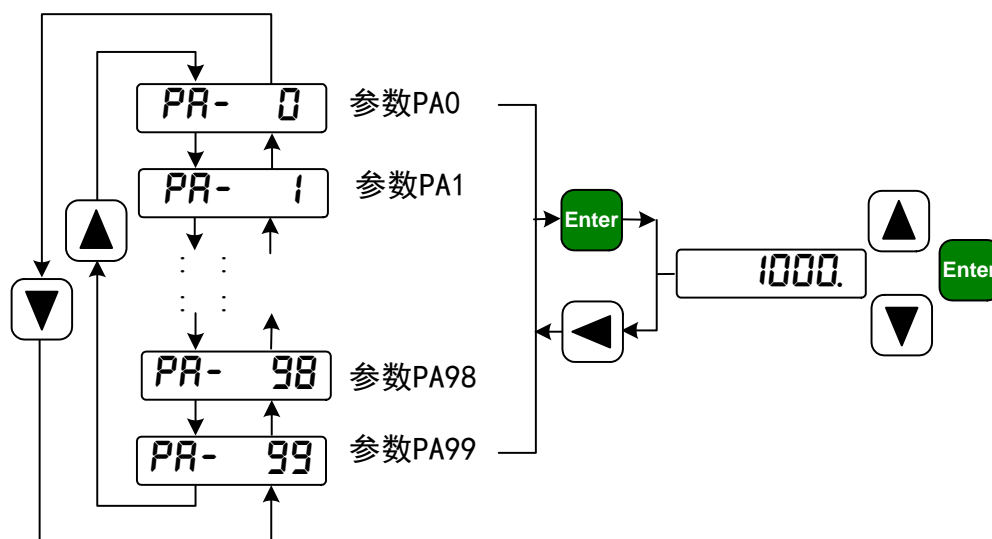 PA- 0 参数PA0
PA- 1 参数PA1
Enter
1000.
Enter
: :
: :
PA- 98 参数PA98
PA- 99 参数PA99